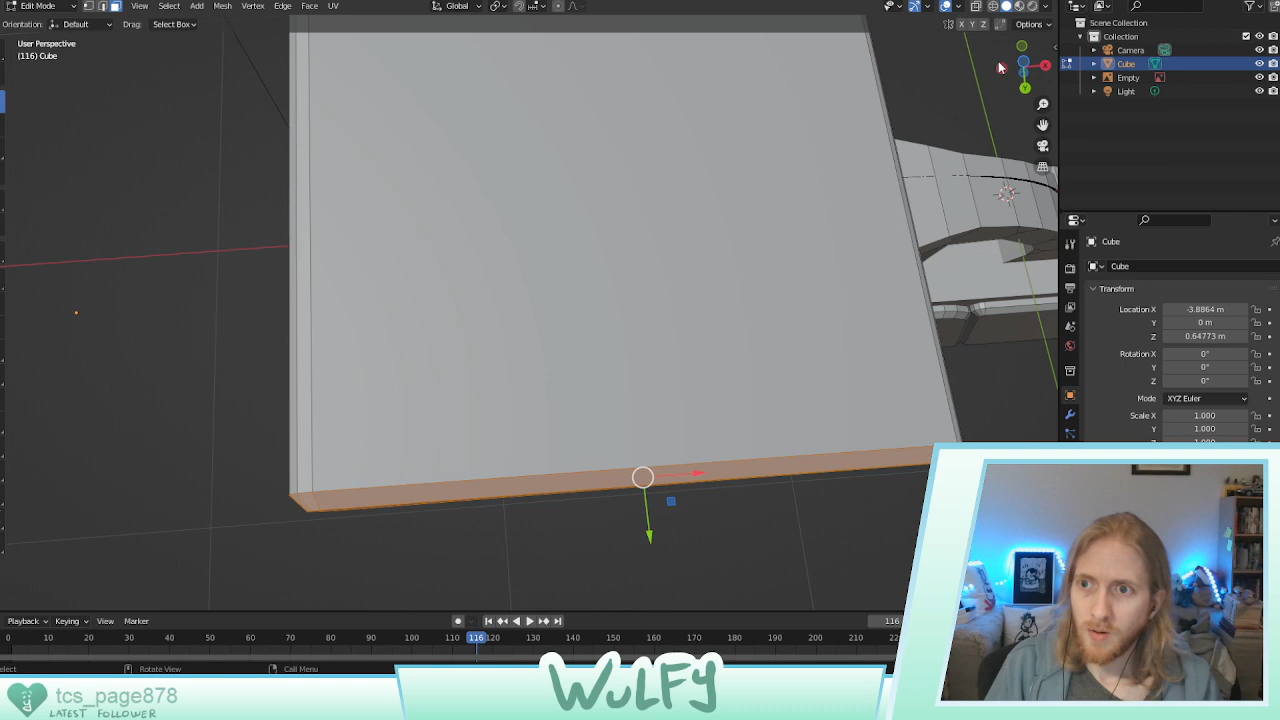 Edit Mode View Select Add Mesh Vertex Edge Face UV Global
Orientation: Default Drag: Select Box X Y Z Options
User Perspective
(116) Cube
X
Y
Scene Collection
Collection
Camera
Cube
Empty
Light
Cube
Cube
Transform
Location X -3.8864 m
Y 0 m
Z 0.64773 m
Rotation X 0°
Y 0°
Z 0°
Mode XYZ Euler
Scale X 1.000
Y 1.000
Playback Keying View Marker 116
0 10 20 30 40 50 60 70 80 90 100 110 116 120 130 140 150 160 170 180 190 200 210
Rotate View Call Menu
WULFY
tcs_page878
LATEST FOLLOWER